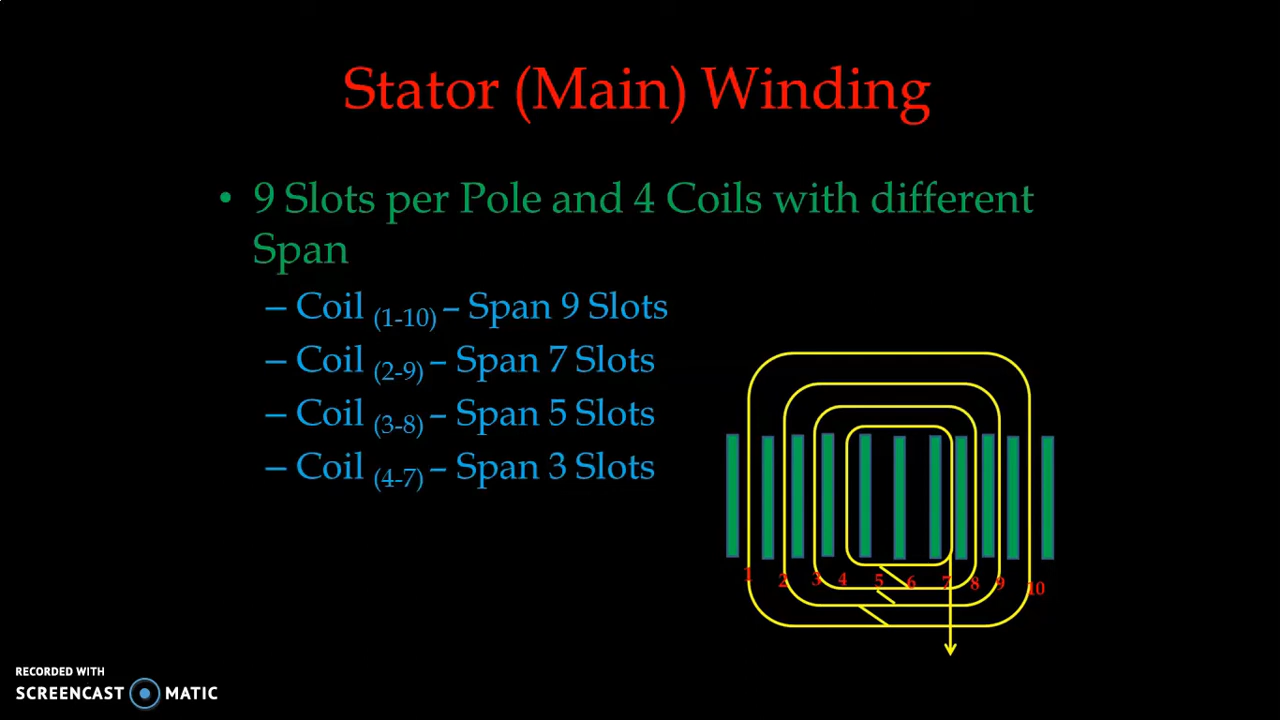 Stator (Main) Winding
• 9 Slots per Pole and 4 Coils with different
Span
– Coil (1-10) – Span 9 Slots
– Coil (2-9) – Span 7 Slots
– Coil (3-8) – Span 5 Slots
– Coil (4-7) – Span 3 Slots
1 2 3 4 5 6 7 8 9 10
RECORDED WITH
SCREENCAST MATIC